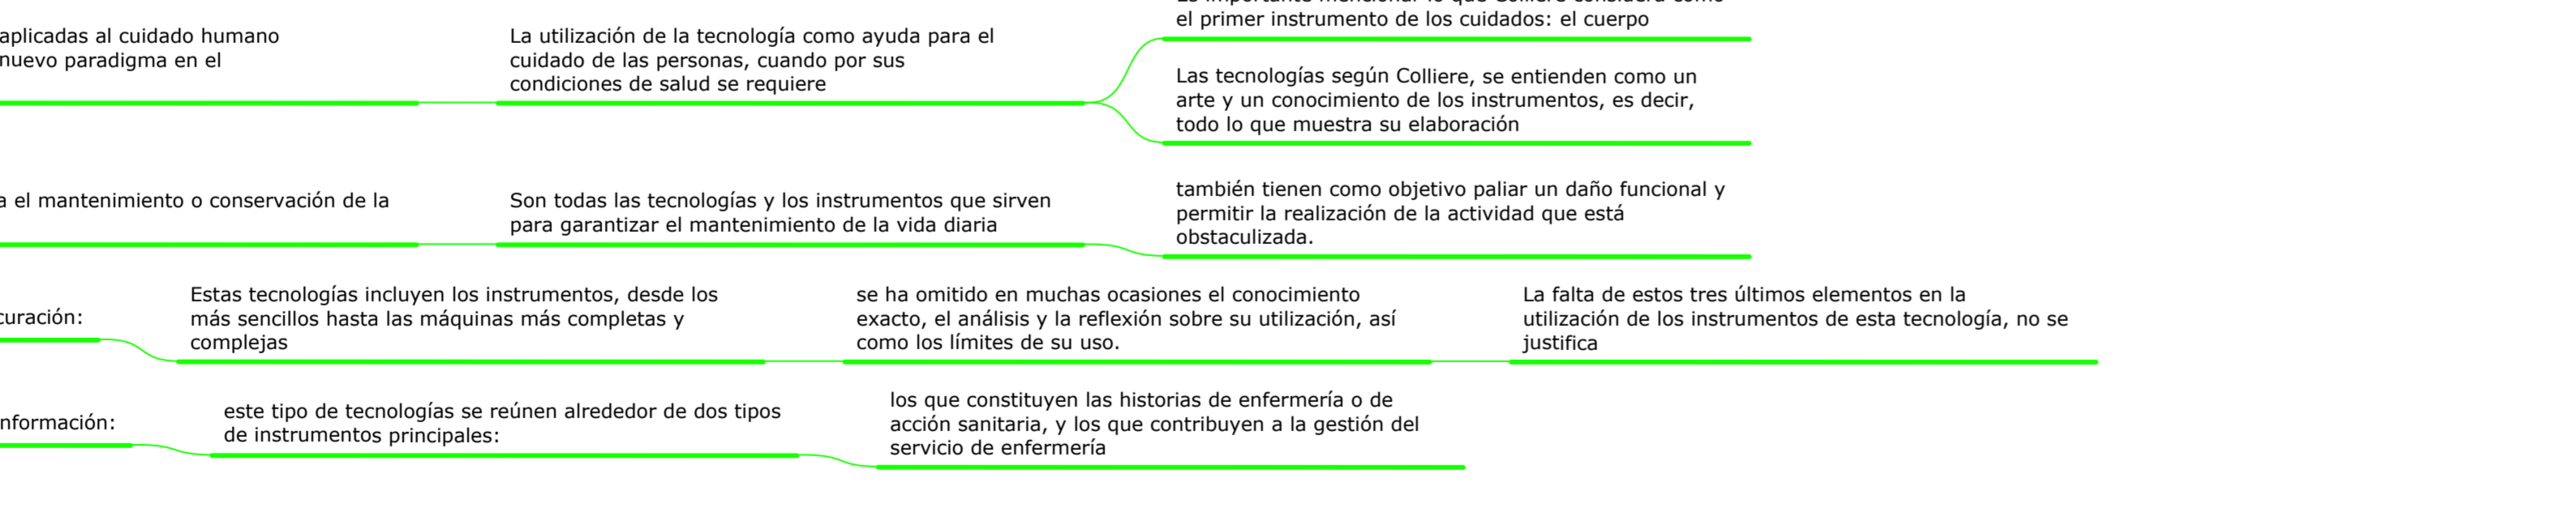 aplicadas al cuidado humano
nuevo paradigma en el
La utilización de la tecnología como ayuda para el
cuidado de las personas, cuando por sus
condiciones de salud se requiere
el primer instrumento de los cuidados: el cuerpo
Las tecnologías según Colliere, se entienden como un
arte y un conocimiento de los instrumentos, es decir,
todo lo que muestra su elaboración
a el mantenimiento o conservación de la
Son todas las tecnologías y los instrumentos que sirven
para garantizar el mantenimiento de la vida diaria
también tienen como objetivo paliar un daño funcional y
permitir la realización de la actividad que está
obstaculizada.
curación:
Estas tecnologías incluyen los instrumentos, desde los
más sencillos hasta las máquinas más completas y
complejas
se ha omitido en muchas ocasiones el conocimiento
exacto, el análisis y la reflexión sobre su utilización, así
como los límites de su uso.
La falta de estos tres últimos elementos en la
utilización de los instrumentos de esta tecnología, no se
justifica
nformación:
este tipo de tecnologías se reúnen alrededor de dos tipos
de instrumentos principales:
los que constituyen las historias de enfermería o de
acción sanitaria, y los que contribuyen a la gestión del
servicio de enfermería